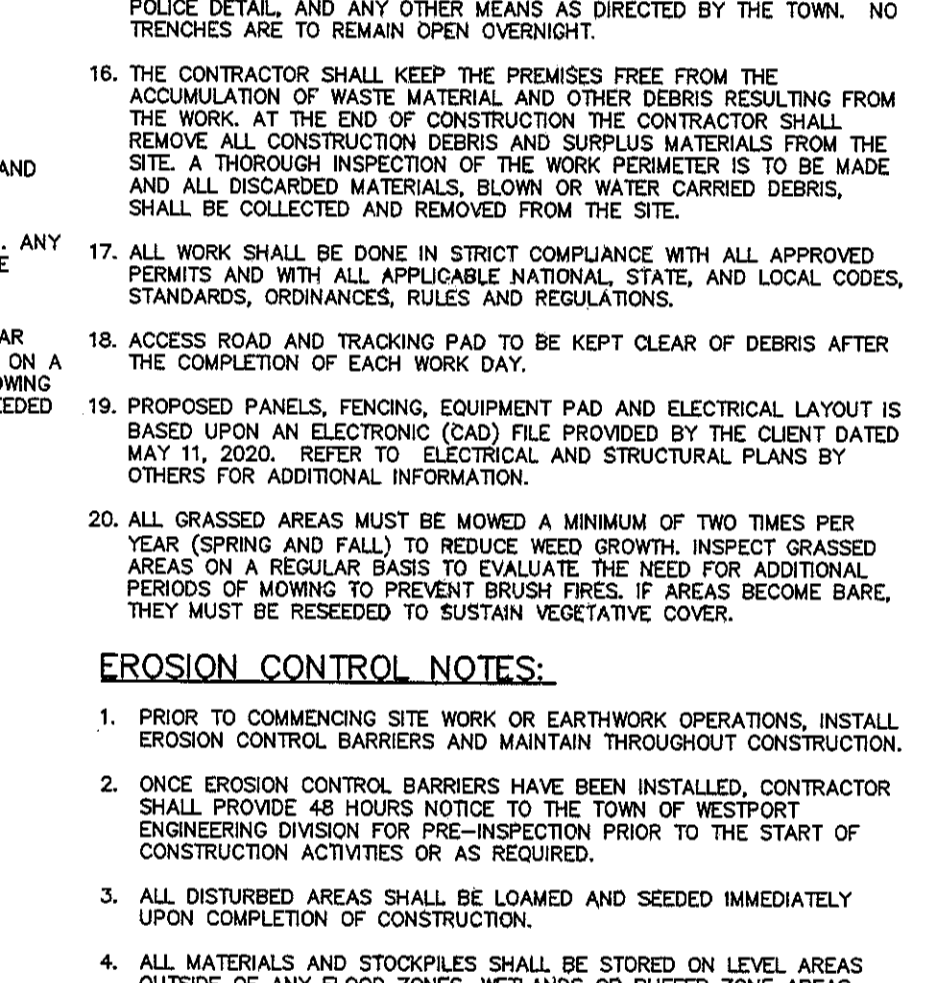 POLICE DETAIL, AND ANY OTHER MEANS AS DIRECTED BY THE TOWN. NO
TRENCHES ARE TO REMAIN OPEN OVERNIGHT.
16. THE CONTRACTOR SHALL KEEP THE PREMISES FREE FROM THE
ACCUMULATION OF WASTE MATERIAL AND OTHER DEBRIS RESULTING FROM
THE WORK. AT THE END OF CONSTRUCTION THE CONTRACTOR SHALL
REMOVE ALL CONSTRUCTION DEBRIS AND SURPLUS MATERIALS FROM THE
SITE. A THOROUGH INSPECTION OF THE WORK PERIMETER IS TO BE MADE
AND ALL DISCARDED MATERIALS, BLOWN OR WATER CARRIED DEBRIS,
SHALL BE COLLECTED AND REMOVED FROM THE SITE.
17. ALL WORK SHALL BE DONE IN STRICT COMPLIANCE WITH ALL APPROVED
PERMITS AND WITH ALL APPLICABLE NATIONAL, STATE, AND LOCAL CODES,
STANDARDS, ORDINANCES, RULES AND REGULATIONS.
18. ACCESS ROAD AND TRACKING PAD TO BE KEPT CLEAR OF DEBRIS AFTER
THE COMPLETION OF EACH WORK DAY.
19. PROPOSED PANELS, FENCING, EQUIPMENT PAD AND ELECTRICAL LAYOUT IS
BASED UPON AN ELECTRONIC (CAD) FILE PROVIDED BY THE CLIENT DATED
MAY 11, 2020. REFER TO ELECTRICAL AND STRUCTURAL PLANS BY
OTHERS FOR ADDITIONAL INFORMATION.
20. ALL GRASSED AREAS MUST BE MOWED A MINIMUM OF TWO TIMES PER
YEAR (SPRING AND FALL) TO REDUCE WEED GROWTH. INSPECT GRASSED
AREAS ON A REGULAR BASIS TO EVALUATE THE NEED FOR ADDITIONAL
PERIODS OF MOWING TO PREVENT BRUSH FIRES. IF AREAS BECOME BARE,
THEY MUST BE RESEEDED TO SUSTAIN VEGETATIVE COVER.
EROSION CONTROL NOTES:
1. PRIOR TO COMMENCING SITE WORK OR EARTHWORK OPERATIONS, INSTALL
EROSION CONTROL BARRIERS AND MAINTAIN THROUGHOUT CONSTRUCTION.
2. ONCE EROSION CONTROL BARRIERS HAVE BEEN INSTALLED, CONTRACTOR
SHALL PROVIDE 48 HOURS NOTICE TO THE TOWN OF WESTPORT
ENGINEERING DIVISION FOR PRE-INSPECTION PRIOR TO THE START OF
CONSTRUCTION ACTIVITIES OR AS REQUIRED.
3. ALL DISTURBED AREAS SHALL BE LOAMED AND SEEDED IMMEDIATELY
UPON COMPLETION OF CONSTRUCTION.
4. ALL MATERIALS AND STOCKPILES SHALL BE STORED ON LEVEL AREAS
OUTSIDE OF ANY FLOOD ZONES, WETLANDS OR BUFFER ZONE AREAS
AND
. ANY
ON A